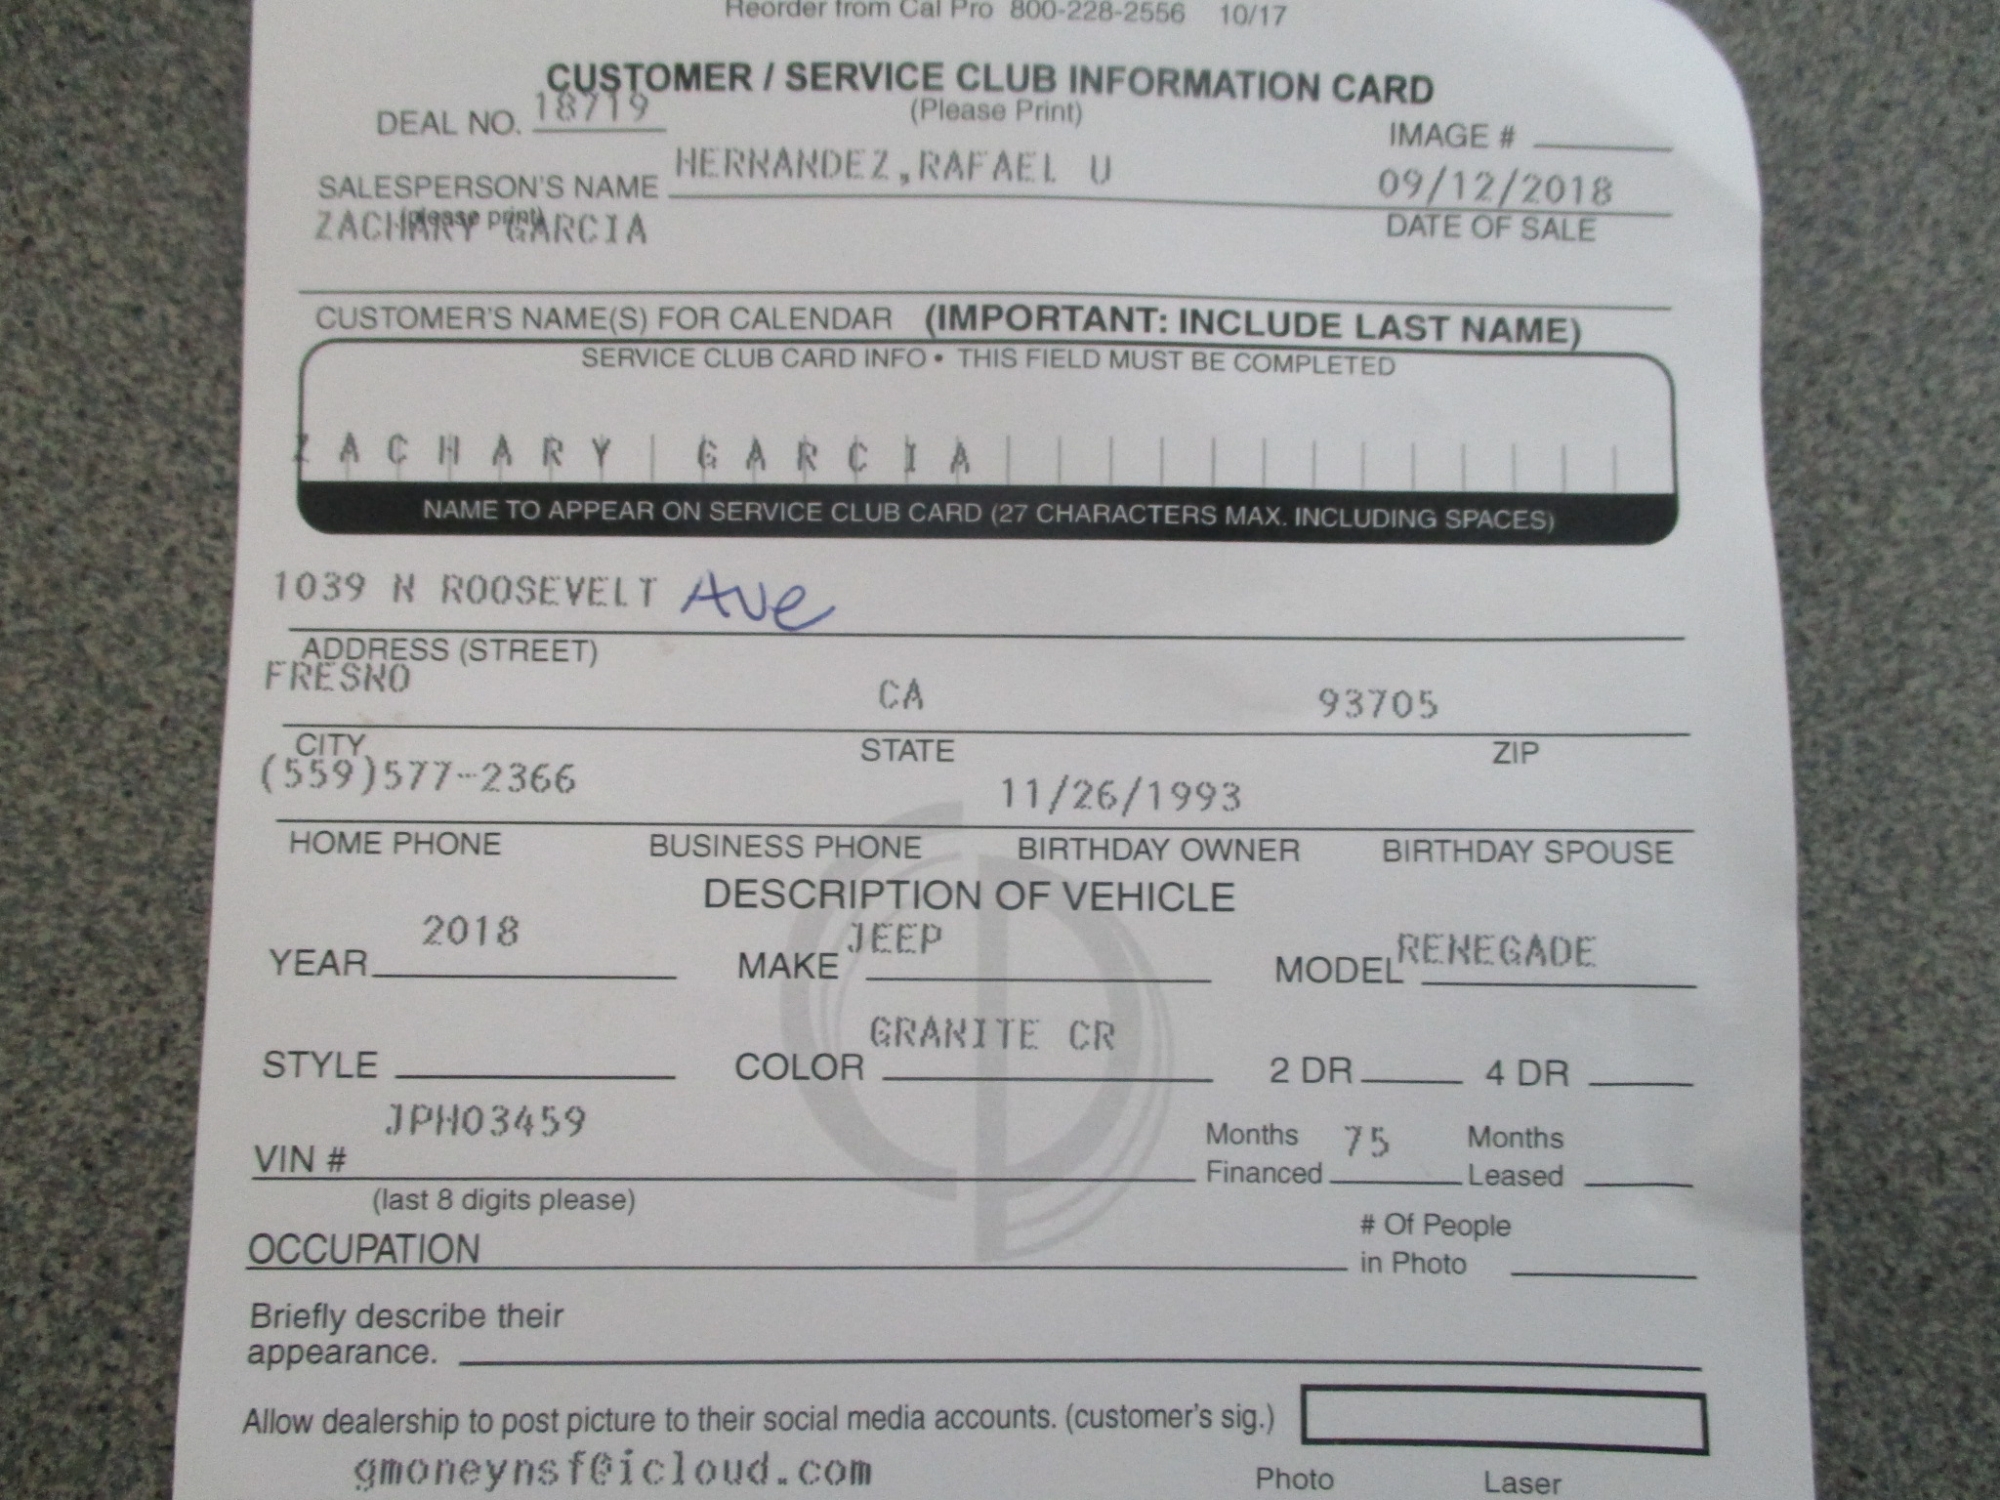 Reorder from Cal Pro 800-228-2556 10/17
CUSTOMER / SERVICE CLUB INFORMATION CARD
(Please Print)
DEAL NO. 18719
IMAGE #
SALESPERSON'S NAME HERNANDEZ,RAFAEL U
09/12/2018
(please print)
ZACHARY GARCIA
DATE OF SALE
CUSTOMER'S NAME(S) FOR CALENDAR (IMPORTANT: INCLUDE LAST NAME)
SERVICE CLUB CARD INFO • THIS FIELD MUST BE COMPLETED
ZACHARY GARCIA
NAME TO APPEAR ON SERVICE CLUB CARD (27 CHARACTERS MAX. INCLUDING SPACES)
1039 N ROOSEVELT Ave
ADDRESS (STREET)
FRESNO CA 93705
CITY STATE ZIP
(559)577-2366 11/26/1993
HOME PHONE BUSINESS PHONE BIRTHDAY OWNER BIRTHDAY SPOUSE
DESCRIPTION OF VEHICLE
YEAR 2018 MAKE JEEP MODEL RENEGADE
STYLE COLOR GRANITE CR 2 DR 4 DR
VIN # JPH03459
(last 8 digits please)
Months Financed 75 Months Leased
OCCUPATION
# Of People
in Photo
Briefly describe their
appearance.
Allow dealership to post picture to their social media accounts. (customer's sig.)
gmoneynsf@icloud.com
Photo Laser